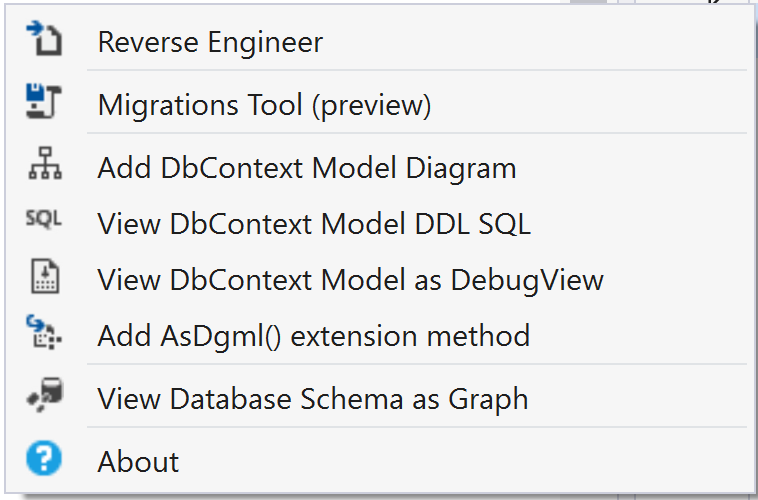 Reverse Engineer
Migrations Tool (preview)
Add DbContext Model Diagram
SQL View DbContext Model DDL SQL
View DbContext Model as DebugView
Add AsDgml() extension method
View Database Schema as Graph
? About